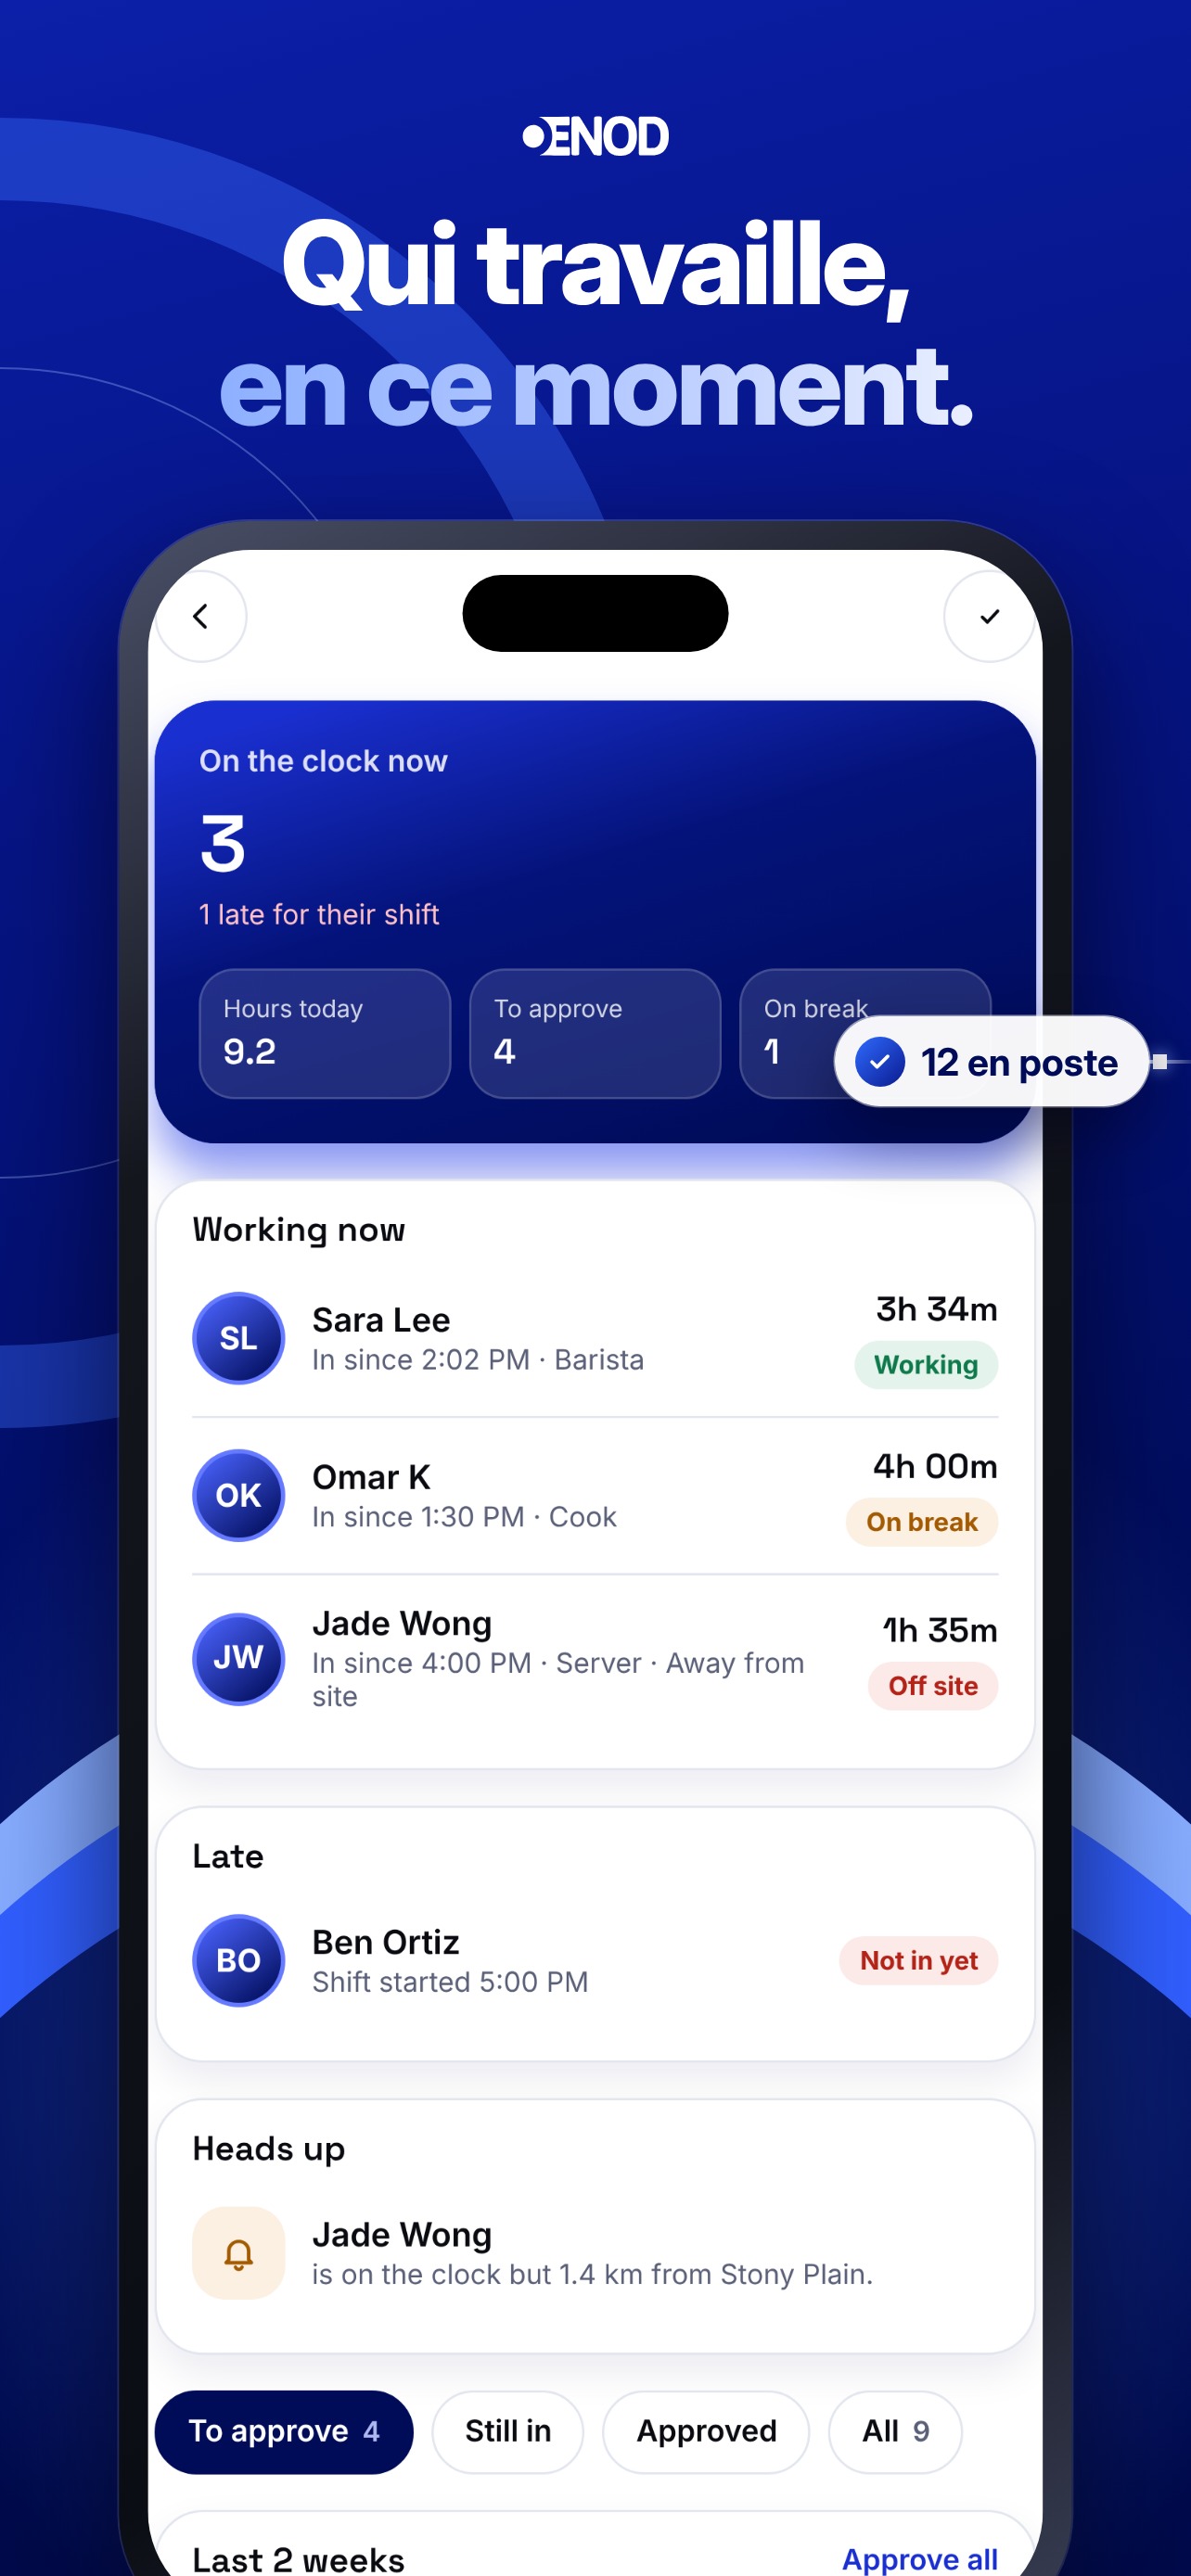 ENOD
Qui travaille,
en ce moment.
On the clock now
3
1 late for their shift
Hours today
9.2
To approve
4
On break
1
12 en poste
Working now
SL
Sara Lee
In since 2:02 PM · Barista
3h 34m
Working
OK
Omar K
In since 1:30 PM · Cook
4h 00m
On break
JW
Jade Wong
In since 4:00 PM · Server · Away from
site
1h 35m
Off site
Late
BO
Ben Ortiz
Shift started 5:00 PM
Not in yet
Heads up
Jade Wong
is on the clock but 1.4 km from Stony Plain.
To approve 4
Still in
Approved
All 9
Last 2 weeks
Approve all